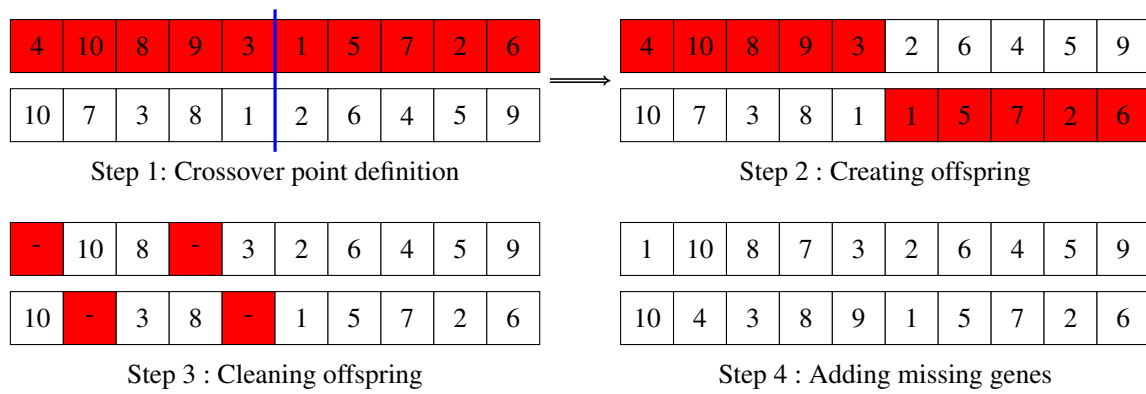 4 10 8 9 3 1 5 7 2 6
10 7 3 8 1 2 6 4 5 9
Step 1: Crossover point definition
⟹
4 10 8 9 3 2 6 4 5 9
10 7 3 8 1 1 5 7 2 6
Step 2 : Creating offspring
- 10 8 - 3 2 6 4 5 9
10 - 3 8 - 1 5 7 2 6
Step 3 : Cleaning offspring
1 10 8 7 3 2 6 4 5 9
10 4 3 8 9 1 5 7 2 6
Step 4 : Adding missing genes